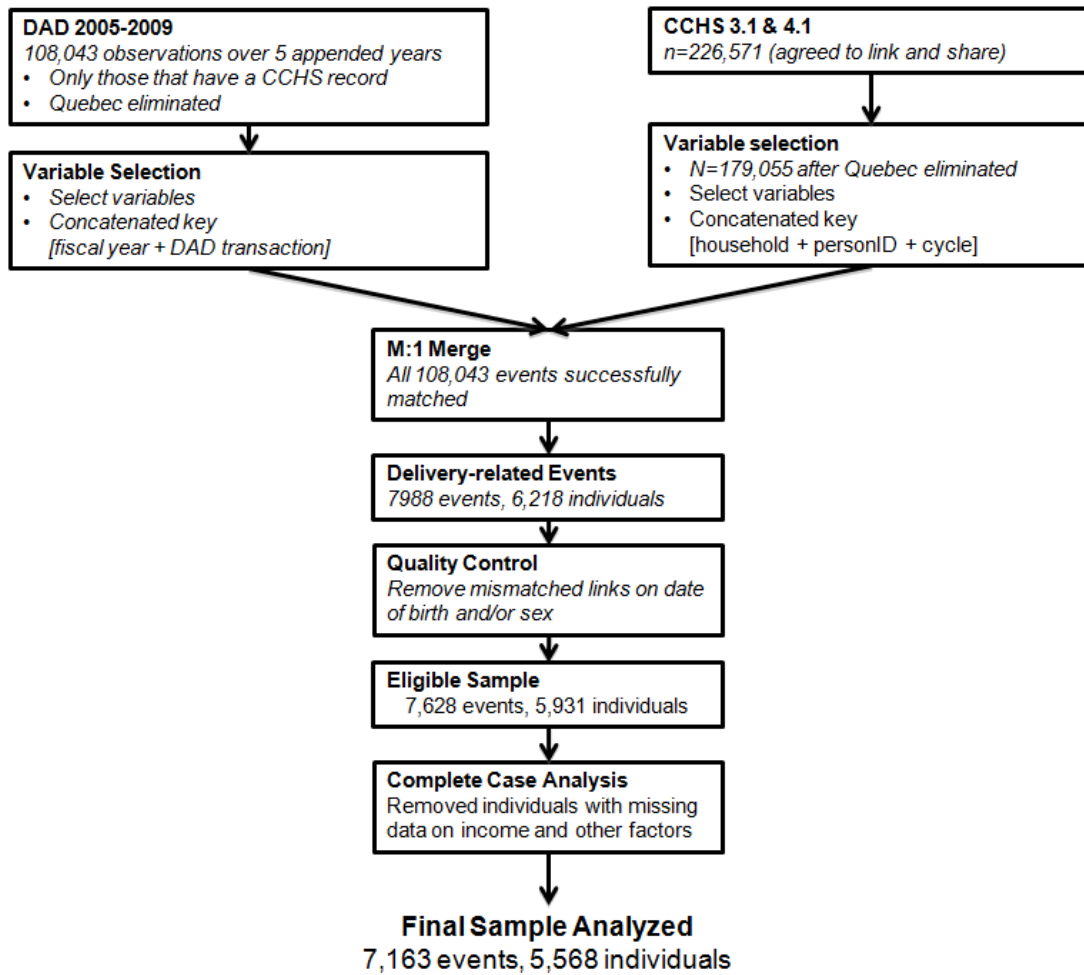 DAD 2005-2009
108,043 observations over 5 appended years
• Only those that have a CCHS record
• Quebec eliminated
CCHS 3.1 & 4.1
n=226,571 (agreed to link and share)
Variable Selection
• Select variables
• Concatenated key
[fiscal year + DAD transaction]
Variable selection
• N=179,055 after Quebec eliminated
• Select variables
• Concatenated key
[household + personID + cycle]
M:1 Merge
All 108,043 events successfully
matched
Delivery-related Events
7988 events, 6,218 individuals
Quality Control
Remove mismatched links on date
of birth and/or sex
Eligible Sample
7,628 events, 5,931 individuals
Complete Case Analysis
Removed individuals with missing
data on income and other factors
Final Sample Analyzed
7,163 events, 5,568 individuals